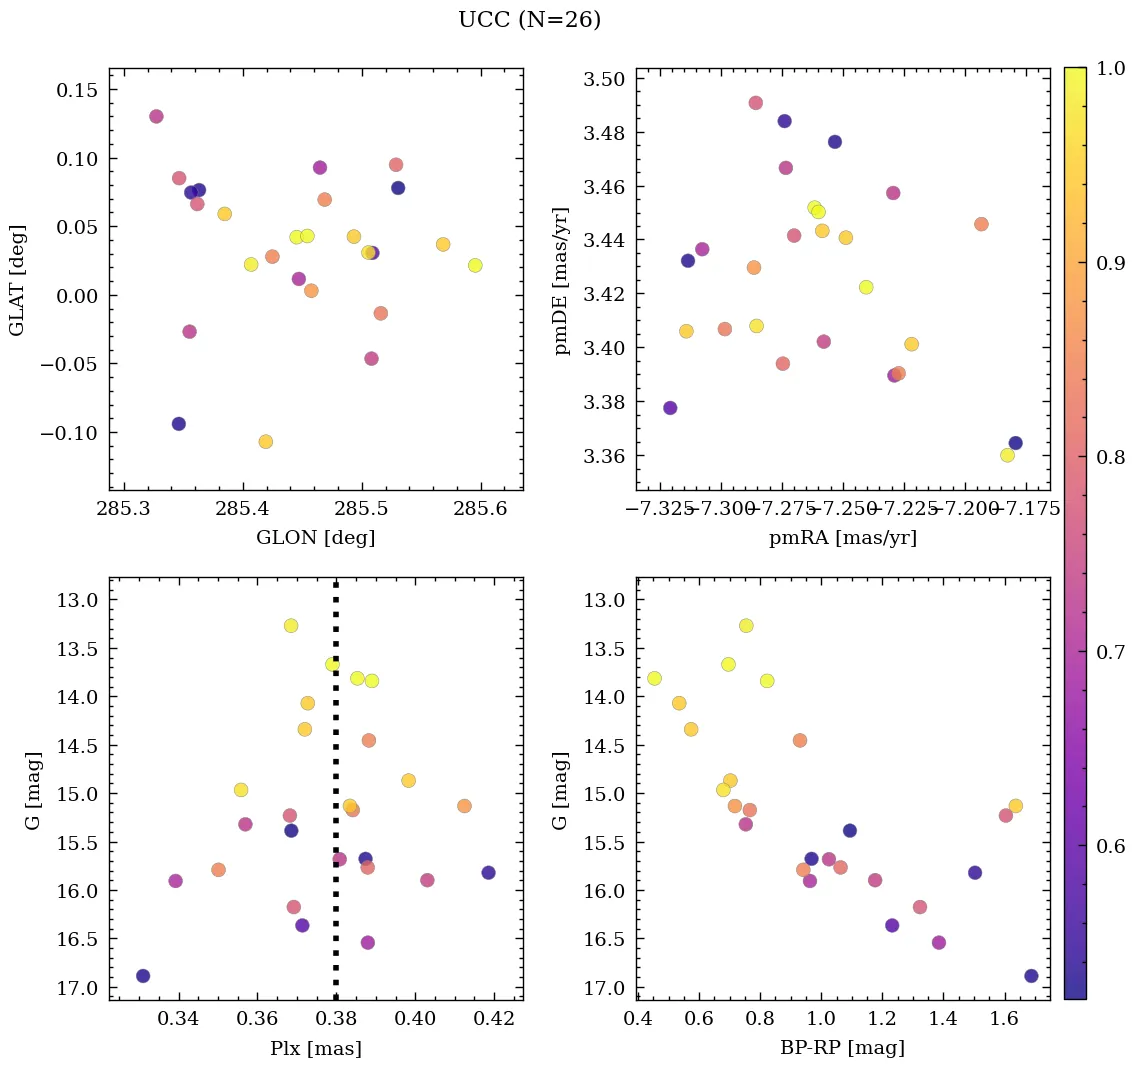 UCC (N=26)
0.15
0.10
0.05
0.00
−0.05
−0.10
GLAT [deg]
285.3 285.4 285.5 285.6
GLON [deg]
3.50
3.48
3.46
3.44
3.42
3.40
3.38
3.36
pmDE [mas/yr]
−7.325 −7.300 −7.275 −7.250 −7.225 −7.200 −7.175
pmRA [mas/yr]
13.0
13.5
14.0
14.5
15.0
15.5
16.0
16.5
17.0
G [mag]
0.34 0.36 0.38 0.40 0.42
Plx [mas]
13.0
13.5
14.0
14.5
15.0
15.5
16.0
16.5
17.0
G [mag]
0.4 0.6 0.8 1.0 1.2 1.4 1.6
BP-RP [mag]
1.0
0.9
0.8
0.7
0.6